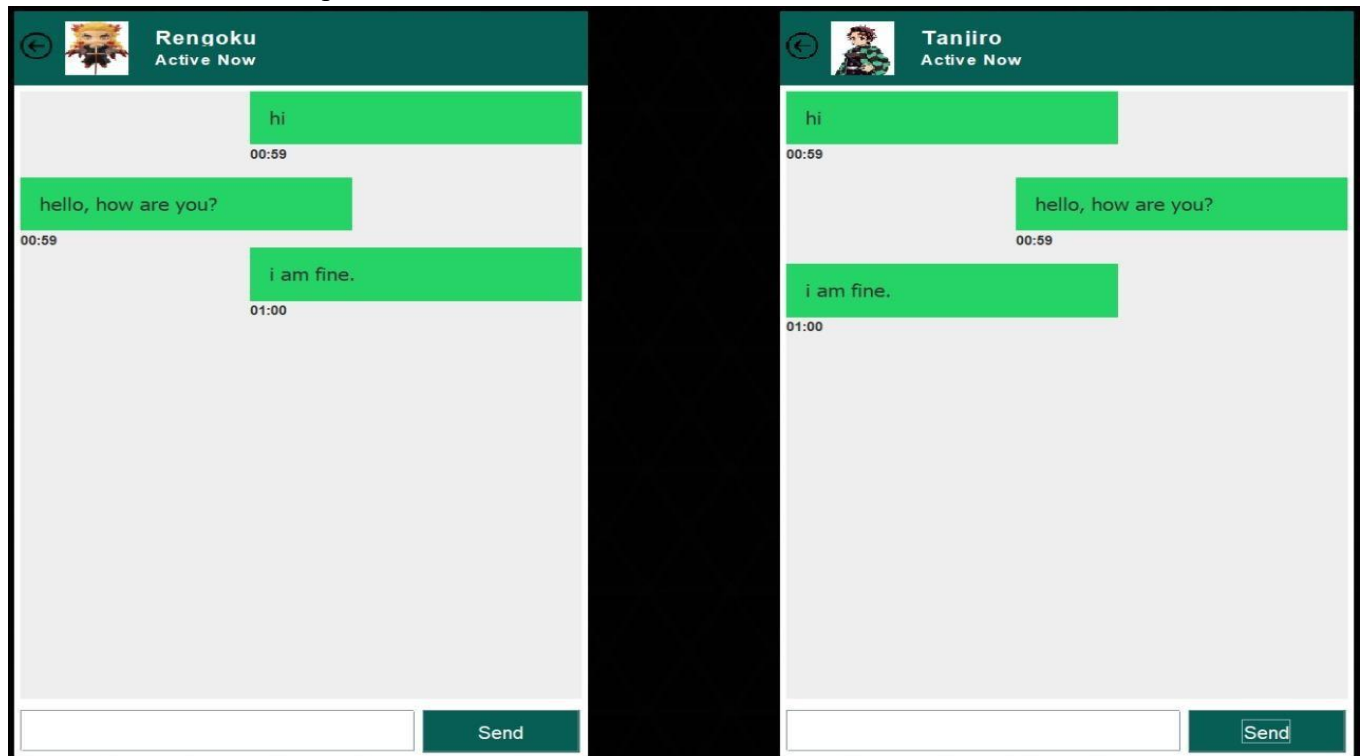 Rengoku
Active Now
hi
00:59
hello, how are you?
00:59
i am fine.
01:00
Send
Tanjiro
Active Now
hi
00:59
hello, how are you?
00:59
i am fine.
01:00
Send